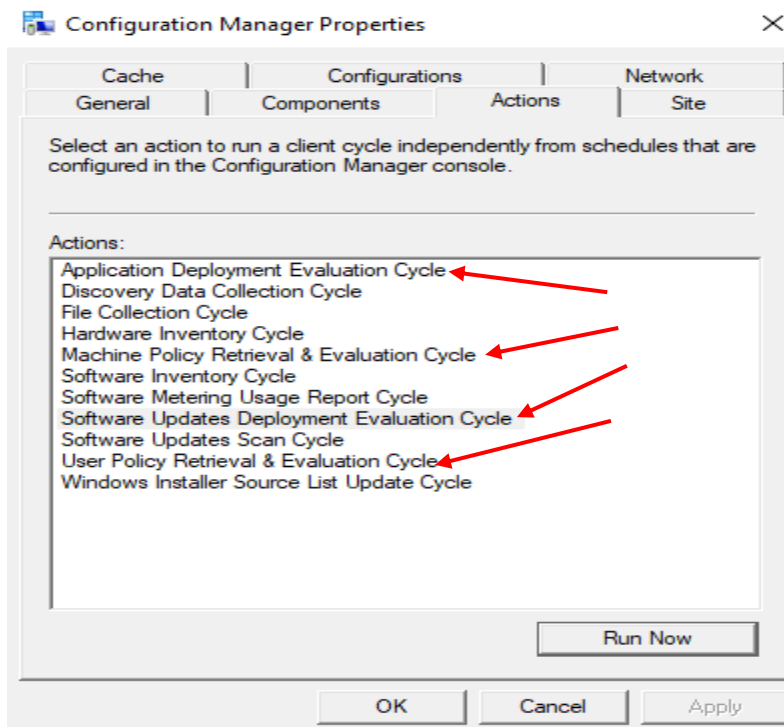 Configuration Manager Properties
Cache
Configurations
Network
General
Components
Actions
Site
Select an action to run a client cycle independently from schedules that are
configured in the Configuration Manager console.
Actions:
Application Deployment Evaluation Cycle
Discovery Data Collection Cycle
File Collection Cycle
Hardware Inventory Cycle
Machine Policy Retrieval & Evaluation Cycle
Software Inventory Cycle
Software Metering Usage Report Cycle
Software Updates Deployment Evaluation Cycle
Software Updates Scan Cycle
User Policy Retrieval & Evaluation Cycle
Windows Installer Source List Update Cycle
Run Now
OK
Cancel
Apply